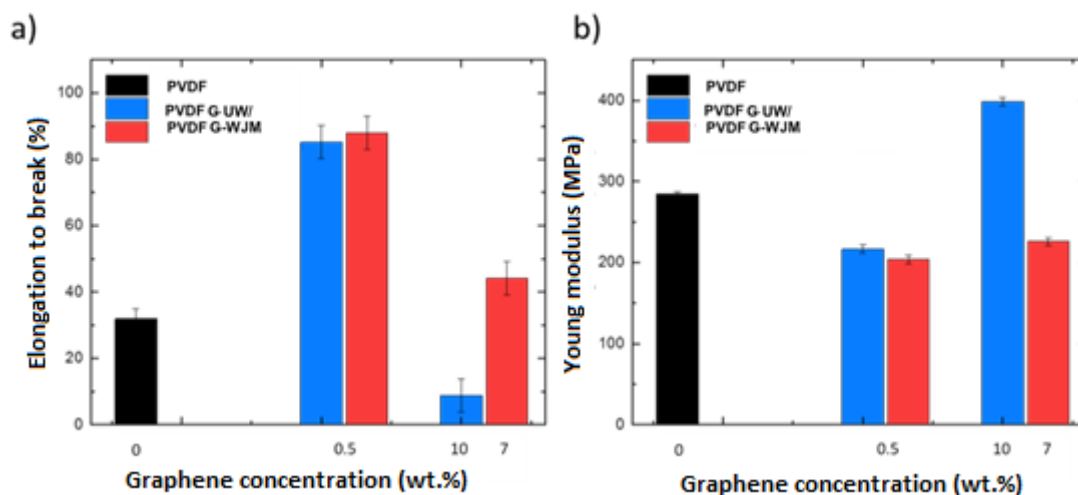 a)
Elongation to break (%)
100
80
60
40
20
0
PVDF
PVDF G-UW/
PVDF G-WJM
0 0.5 10 7
Graphene concentration (wt.%)
b)
Young modulus (MPa)
400
300
200
100
0
PVDF
PVDF G-UW/
PVDF G-WJM
0 0.5 10 7
Graphene concentration (wt.%)